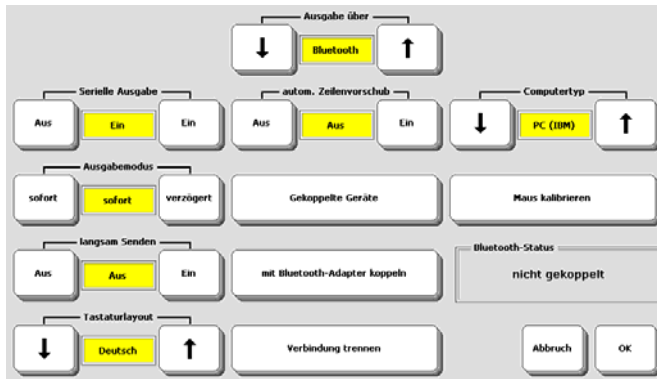 Ausgabe über
↓ Bluetooth ↑
Serielle Ausgabe autom. Zeilenvorschub Computertyp
Aus Ein Ein Aus Aus Ein ↓ PC (IBM) ↑
Ausgabemodus
sofort sofort verzögert Gekoppelte Geräte Maus kalibrieren
langsam Senden Bluetooth-Status
Aus Aus Ein mit Bluetooth-Adapter koppeln nicht gekoppelt
Tastaturlayout
↓ Deutsch ↑ Verbindung trennen Abbruch OK